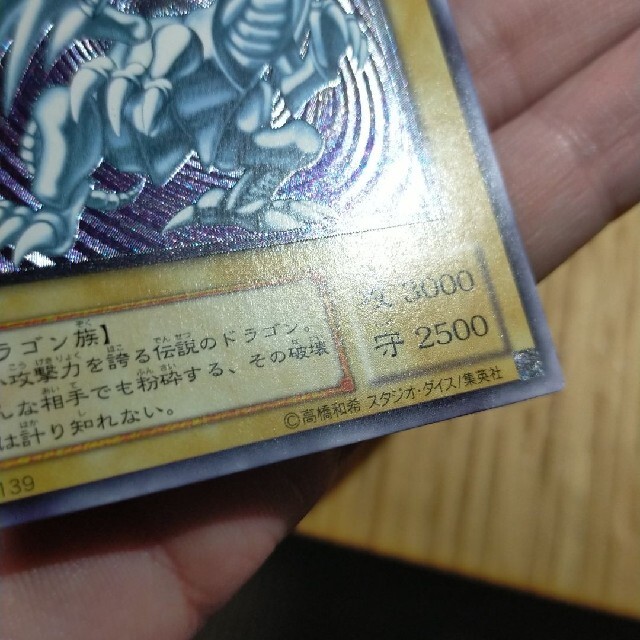 ラゴン族】
攻撃力を誇る伝説のドラゴン。
んな相手でも粉砕する、その破壊
は計り知れない。
攻 3000
守 2500
©高橋和希 スタジオ・ダイス/集英社
139